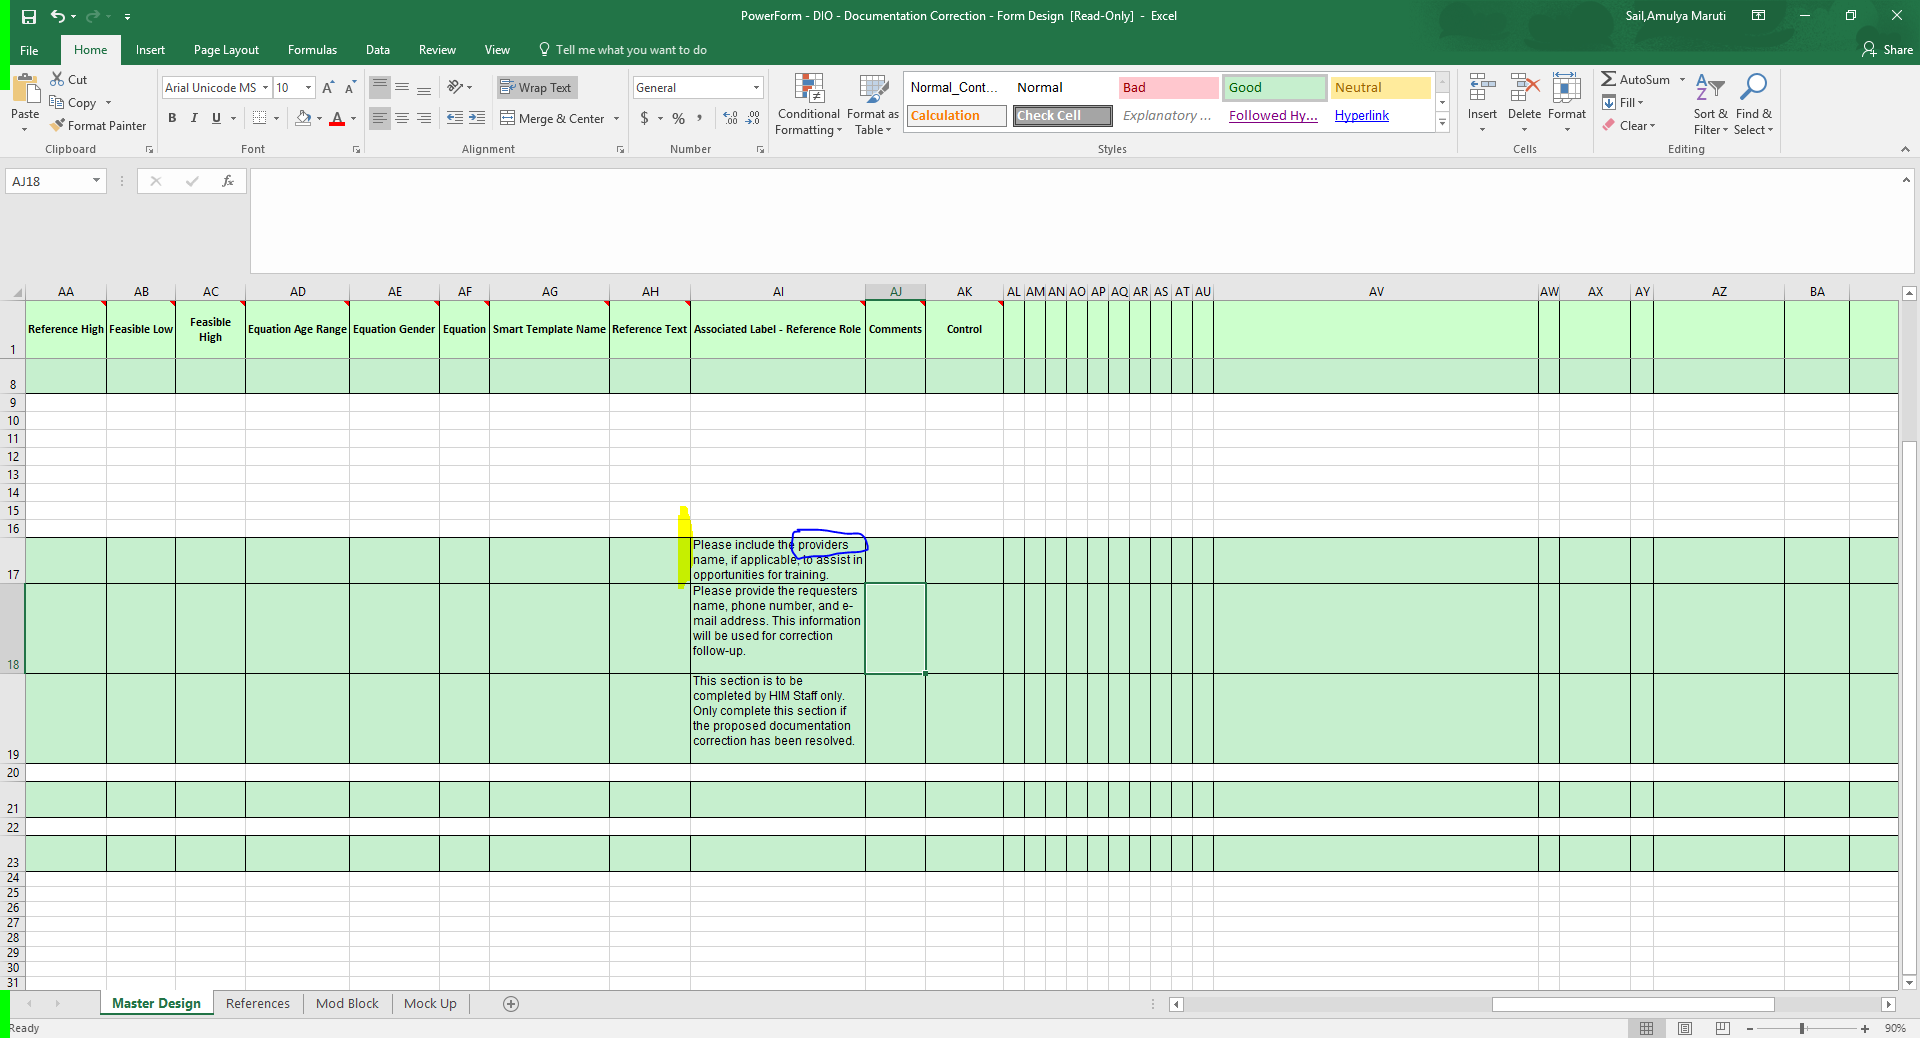 PowerForm - DIO - Documentation Correction - Form Design [Read-Only] - Excel
Sail,Amulya Maruti
File Home Insert Page Layout Formulas Data Review View Tell me what you want to do Share
Paste
Cut
Copy
Format Painter
Clipboard
Arial Unicode MS 10 A A
B I U A
Font
Wrap Text
Merge & Center
Alignment
General
$ % ,
Number
Conditional Formatting
Format as Table
Normal_Cont... Normal Bad Good Neutral
Calculation Check Cell Explanatory ... Followed Hy... Hyperlink
Styles
Insert Delete Format
Cells
AutoSum
Fill
Clear
Sort & Filter
Find & Select
Editing
AJ18 fx
AA AB AC AD AE AF AG AH AI AJ AK AL AM AN AO AP AQ AR AS AT AU AV AW AX AY AZ BA
1 Reference High Feasible Low Feasible High Equation Age Range Equation Gender Equation Smart Template Name Reference Text Associated Label - Reference Role Comments Control
8
9
10
11
12
13
14
15
16
17
Please include the providers
name, if applicable, to assist in
opportunities for training.
18
Please provide the requesters
name, phone number, and e-
mail address. This information
will be used for correction
follow-up.
19
This section is to be
completed by HIM Staff only.
Only complete this section if
the proposed documentation
correction has been resolved.
20
21
22
23
24
25
26
27
28
29
30
31
Master Design References Mod Block Mock Up
Ready
90%